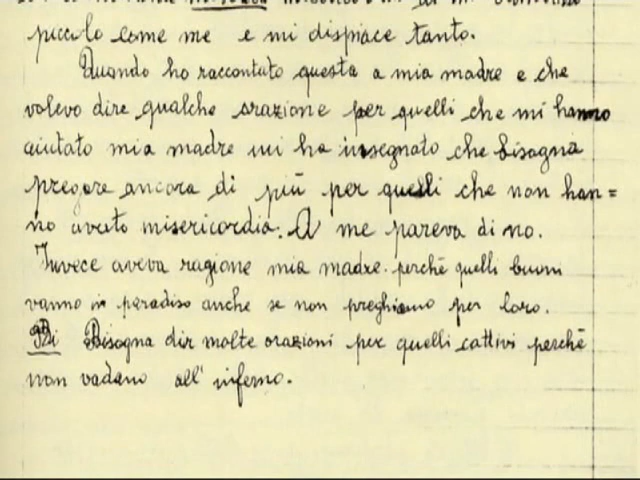 piccolo come me e mi dispiace tanto.
Quando ho raccontato questa a mia madre e che
volevo dire qualche orazione per quelli che mi hanno
aiutato mia madre mi ha insegnato che bisogna
pregare ancora di più per quelli che non han=
no avuto misericordia. A me pareva di no.
Invece aveva ragione mia madre. perchè quelli buoni
vanno in paradiso anche se non preghiamo per loro.
Bisogna dir molte orazioni per quelli cattivi perchè
non vadano all' inferno.